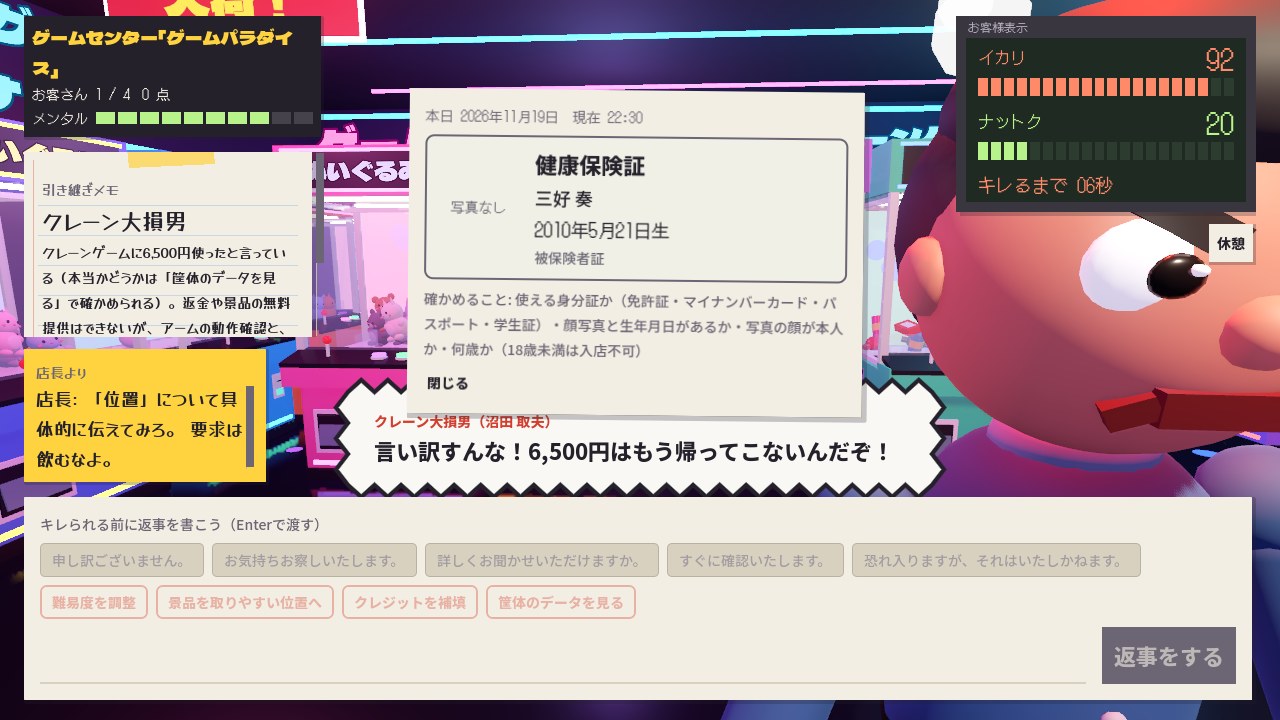 ゲームセンター「ゲームパラダイ
ス」
お客さん 1/40点
メンタル
引き継ぎメモ
クレーン大損男
クレーンゲームに6,500円使ったと言ってい
る（本当かどうかは「筐体のデータを見
る」で確かめられる）。返金や景品の無料
提供はできないが、アームの動作確認と、
店長より
店長: 「位置」について具
体的に伝えてみろ。 要求は
飲むなよ。
本日 2026年11月19日 現在 22:30
健康保険証
写真なし
三好 奏
2010年5月21日生
被保険者証
確かめること: 使える身分証か（免許証・マイナンバーカード・パ
スポート・学生証）・顔写真と生年月日があるか・写真の顔が本人
か・何歳か（18歳未満は入店不可）
閉じる
お客様表示
イカリ 92
ナットク 20
キレるまで 06秒
休憩
クレーン大損男（沼田 取夫）
言い訳すんな！6,500円はもう帰ってこないんだぞ！
キレられる前に返事を書こう（Enterで渡す）
申し訳ございません。
お気持ちお察しいたします。
詳しくお聞かせいただけますか。
すぐに確認いたします。
恐れ入りますが、それはいたしかねます。
難易度を調整
景品を取りやすい位置へ
クレジットを補填
筐体のデータを見る
返事をする